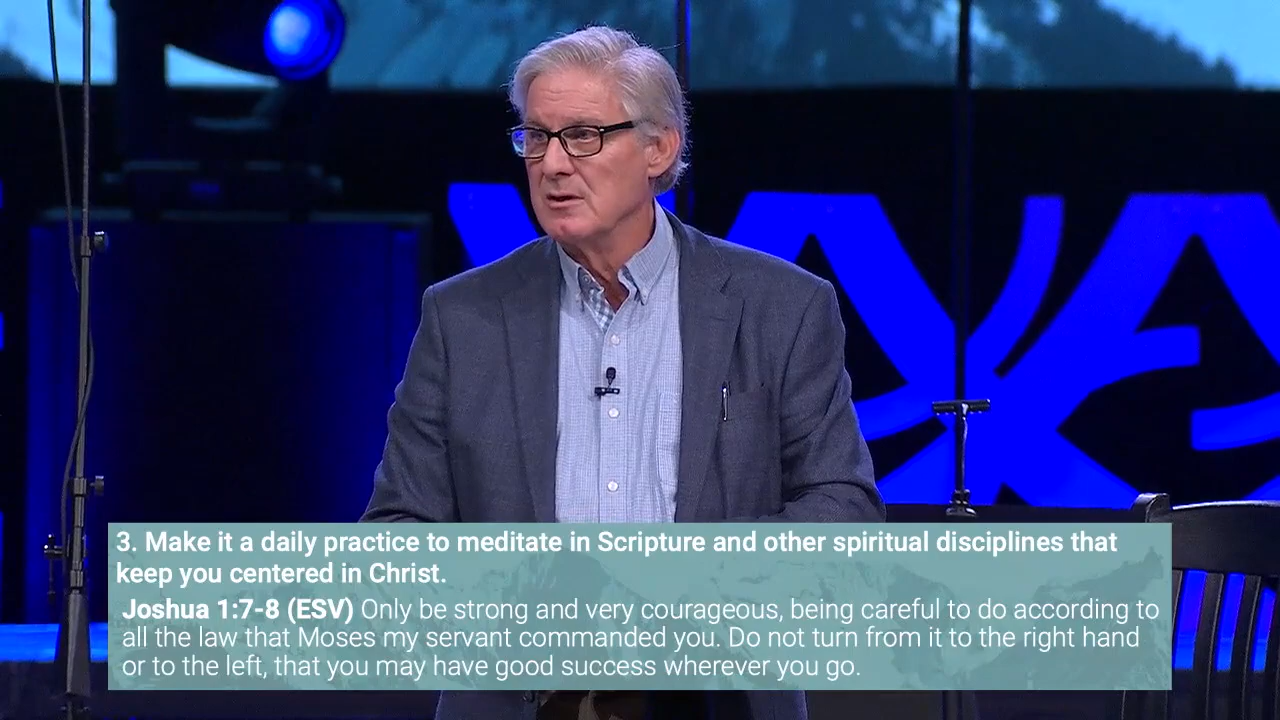 3. Make it a daily practice to meditate in Scripture and other spiritual disciplines that
keep you centered in Christ.
Joshua 1:7-8 (ESV) Only be strong and very courageous, being careful to do according to
all the law that Moses my servant commanded you. Do not turn from it to the right hand
or to the left, that you may have good success wherever you go.